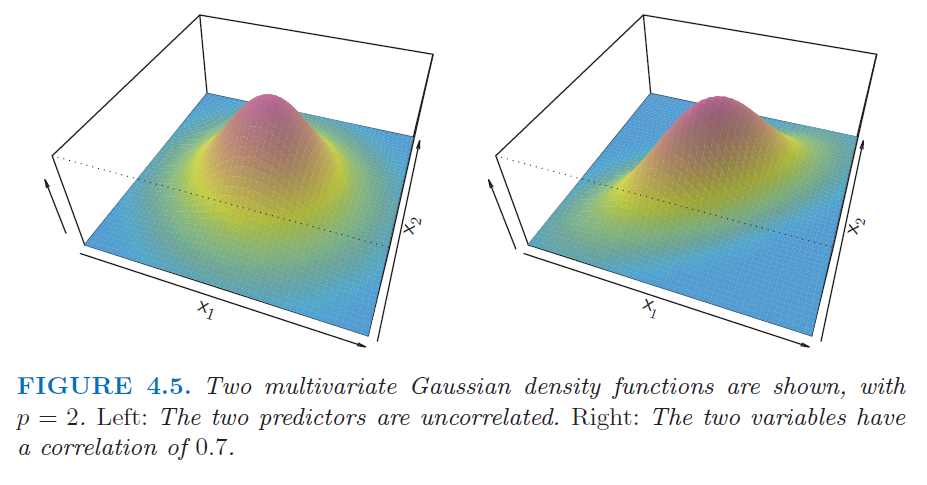 x1
x2
x1
x2
FIGURE 4.5. Two multivariate Gaussian density functions are shown, with
p = 2. Left: The two predictors are uncorrelated. Right: The two variables have
a correlation of 0.7.